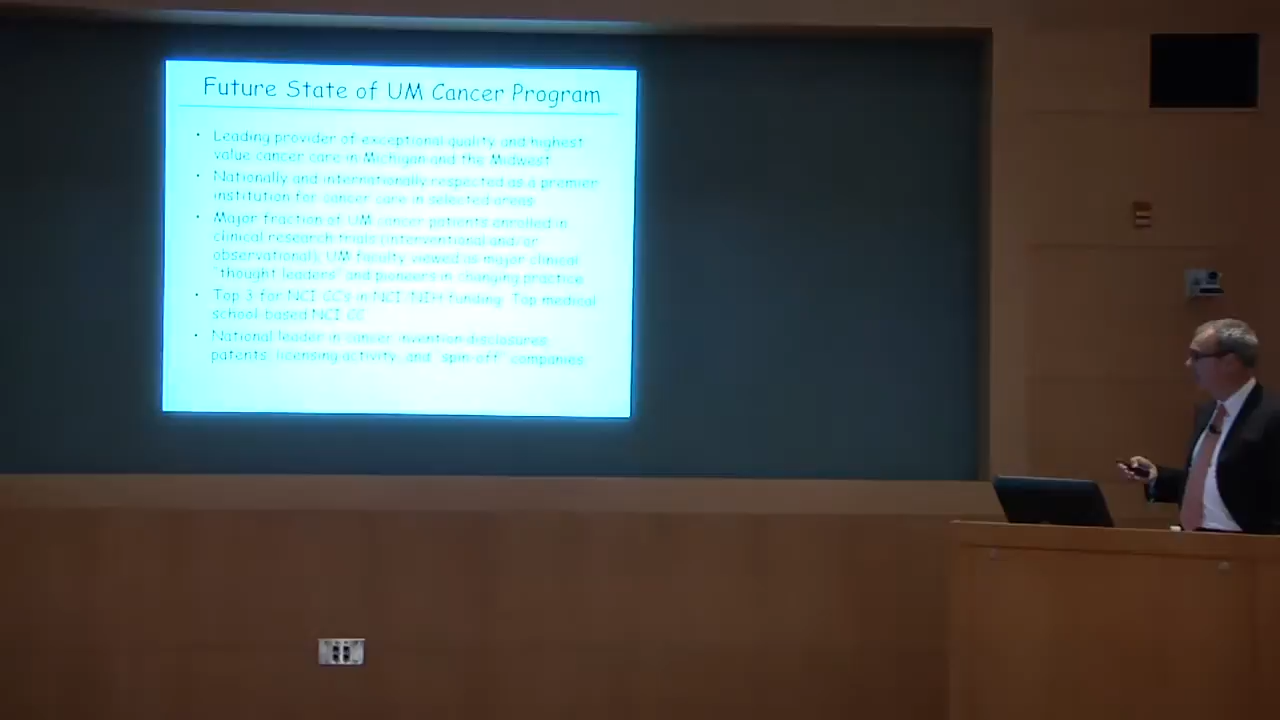 Future State of UM Cancer Program
• Leading provider of exceptional quality and highest
value cancer care in Michigan and the Midwest
• Nationally and internationally respected as a premier
institution for cancer care in selected areas
• Major fraction of UM cancer patients enrolled in
clinical research trials (interventional and/or
observational); UM faculty viewed as major clinical
"thought leaders" and pioneers in changing practice
• Top 3 for NCI CC's in NCI/NIH funding. Top medical
school based NCI CC
• National leader in cancer invention disclosures,
patents, licensing activity, and "spin off" companies